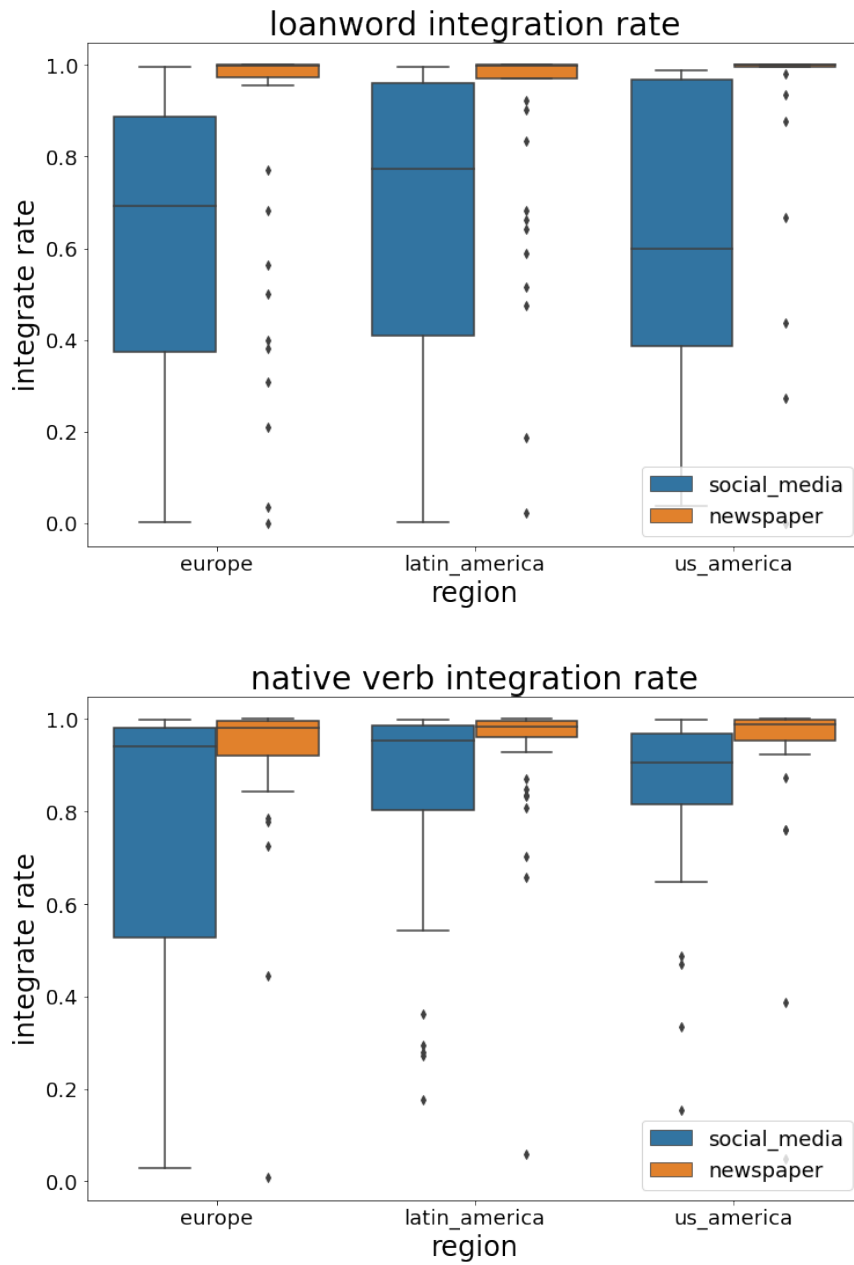 loanword integration rate
integrate rate
1.0
0.8
0.6
0.4
0.2
0.0
social_media
newspaper
europe
latin_america
us_america
region
native verb integration rate
integrate rate
1.0
0.8
0.6
0.4
0.2
0.0
social_media
newspaper
europe
latin_america
us_america
region